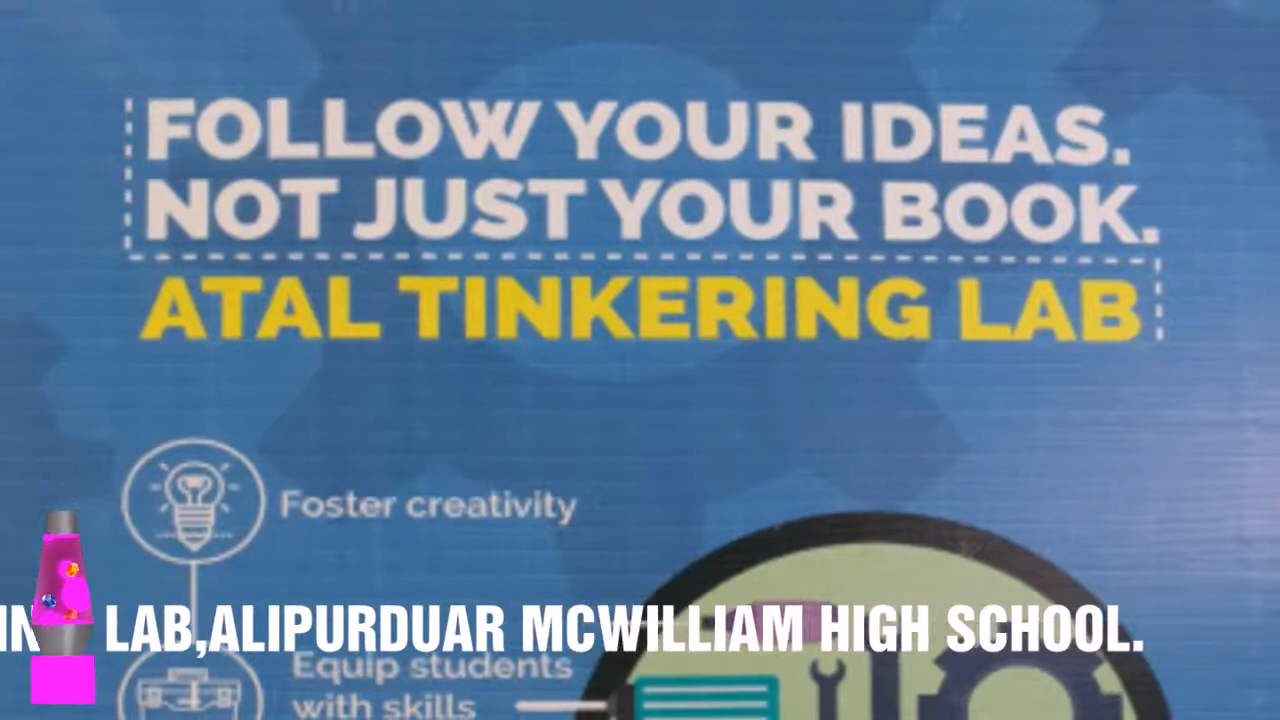 FOLLOW YOUR IDEAS.
NOT JUST YOUR BOOK.
ATAL TINKERING LAB
Foster creativity
LAB,ALIPURDUAR MCWILLIAM HIGH SCHOOL.
Equip students
with skills